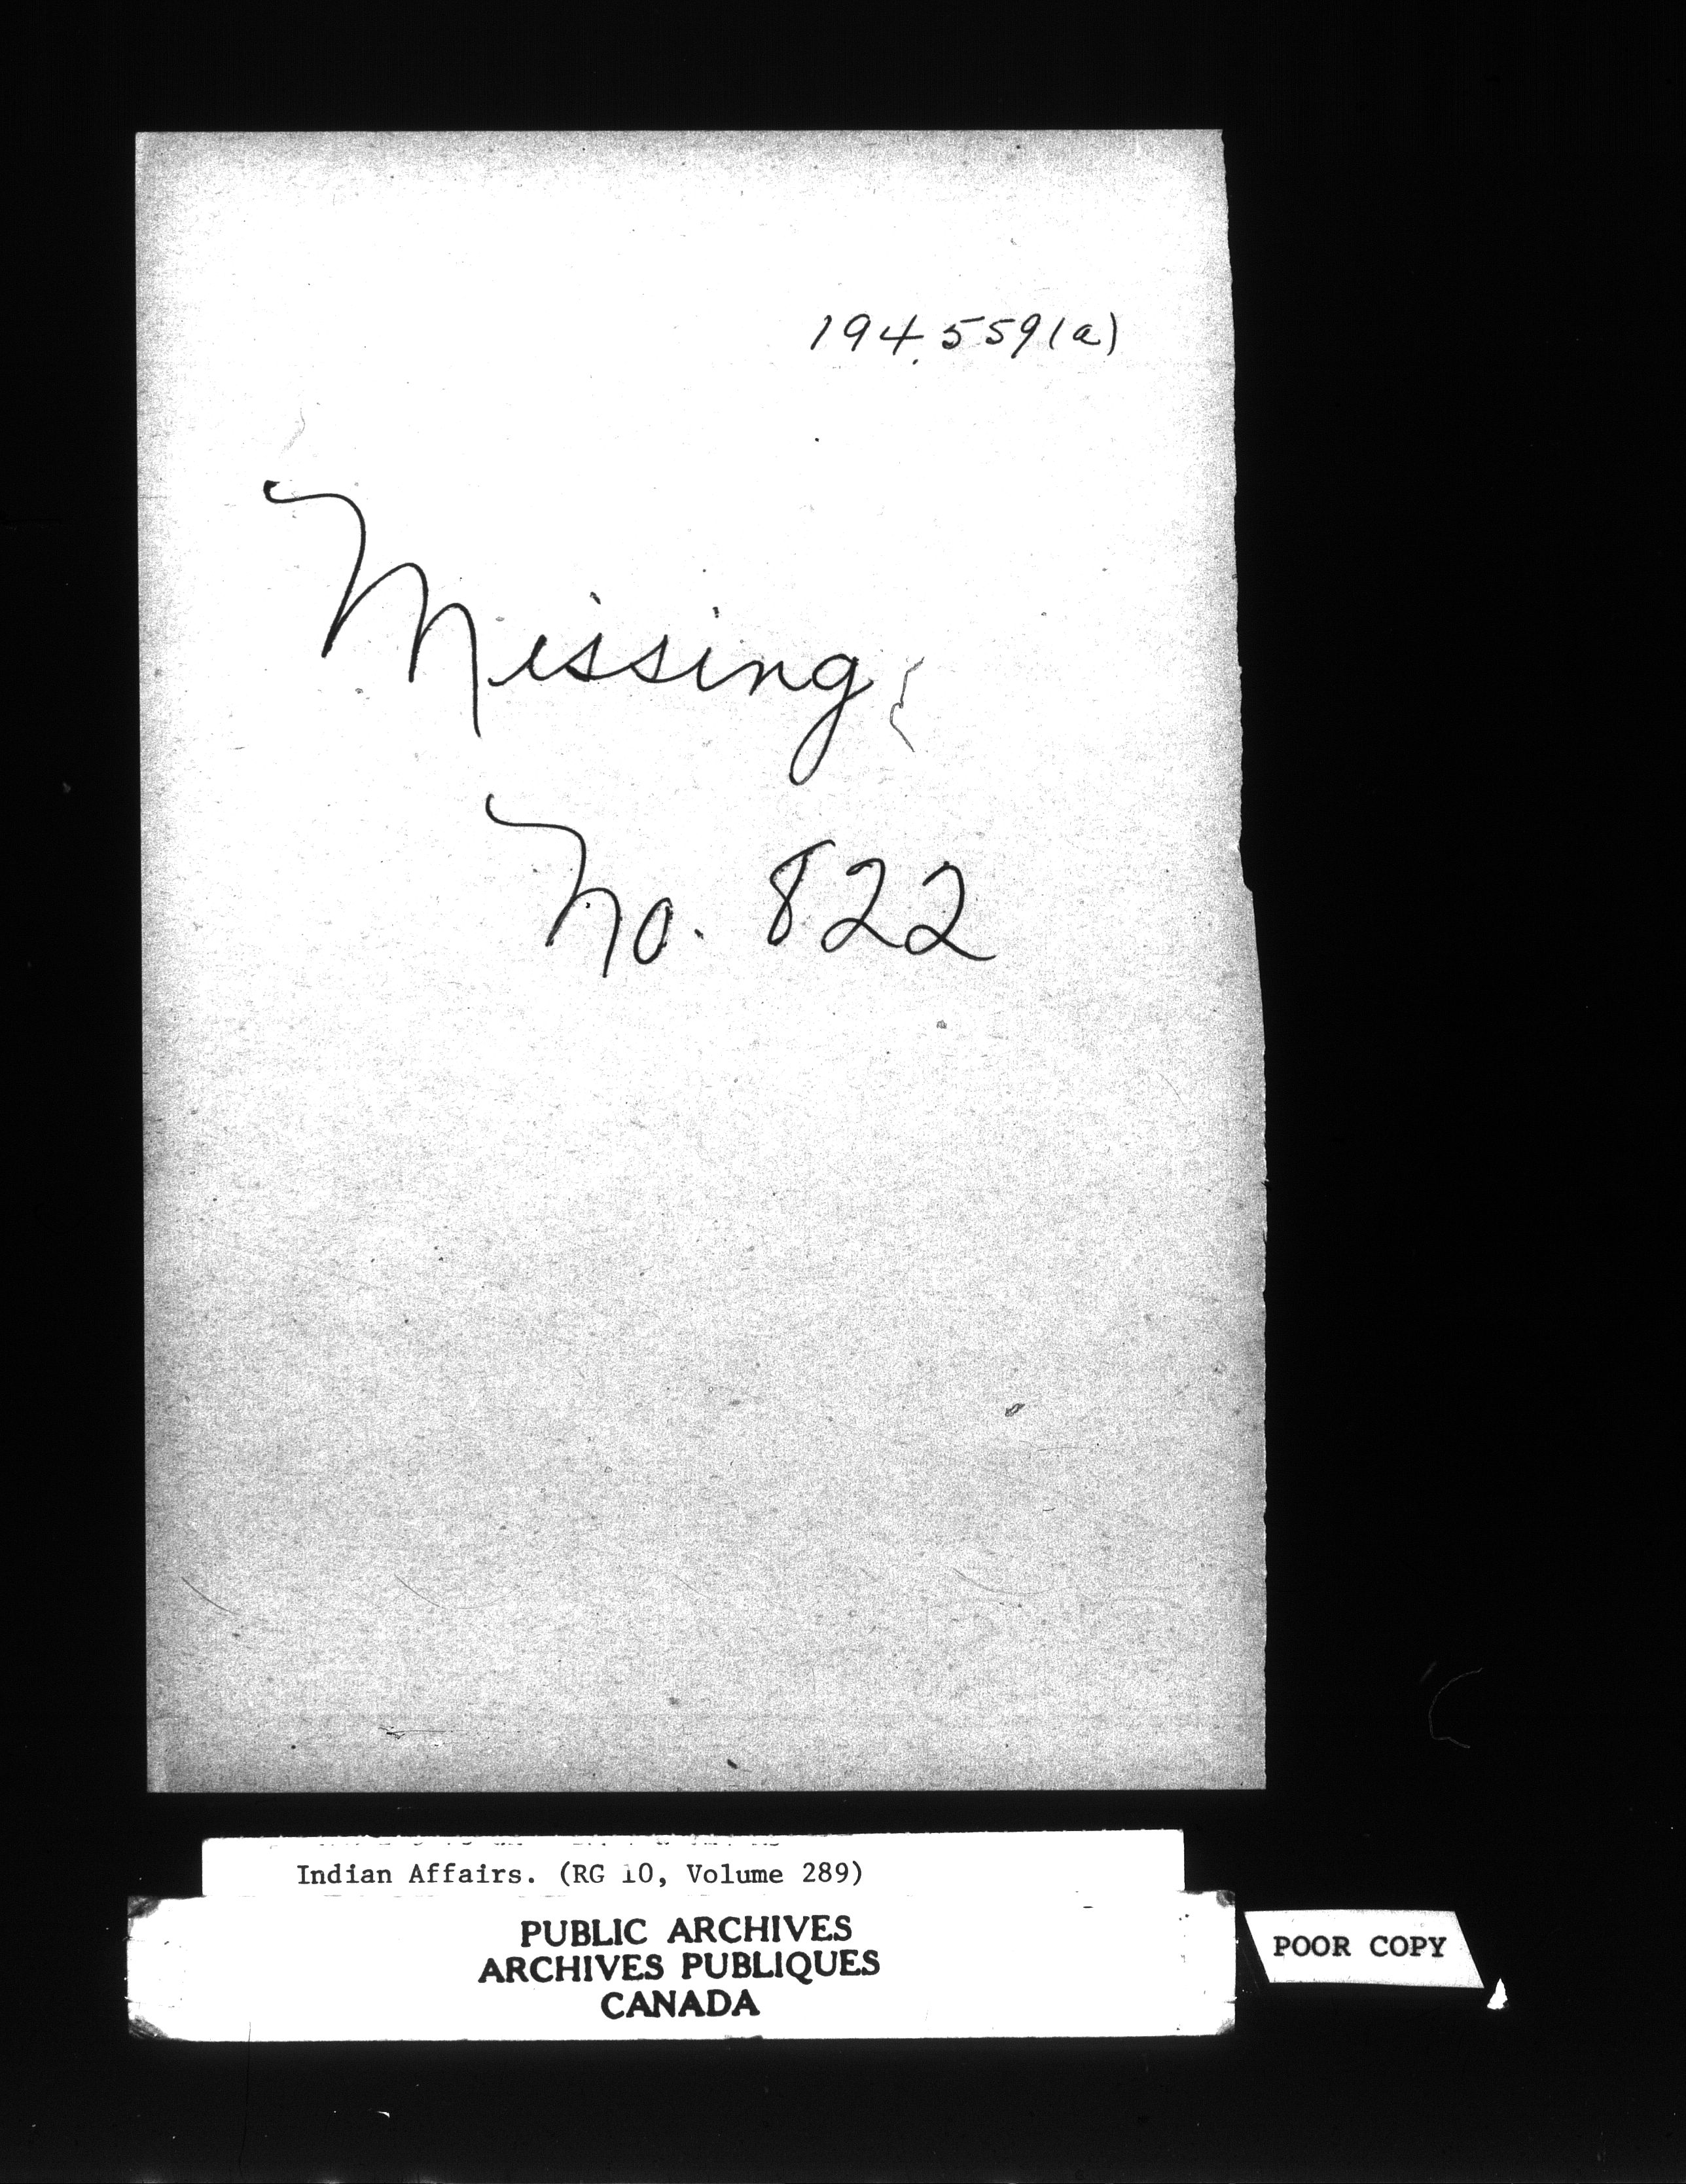 194.559(a)
Missing
No. 822
Indian Affairs. (RG 10, Volume 289)
PUBLIC ARCHIVES
ARCHIVES PUBLIQUES
CANADA
POOR COPY